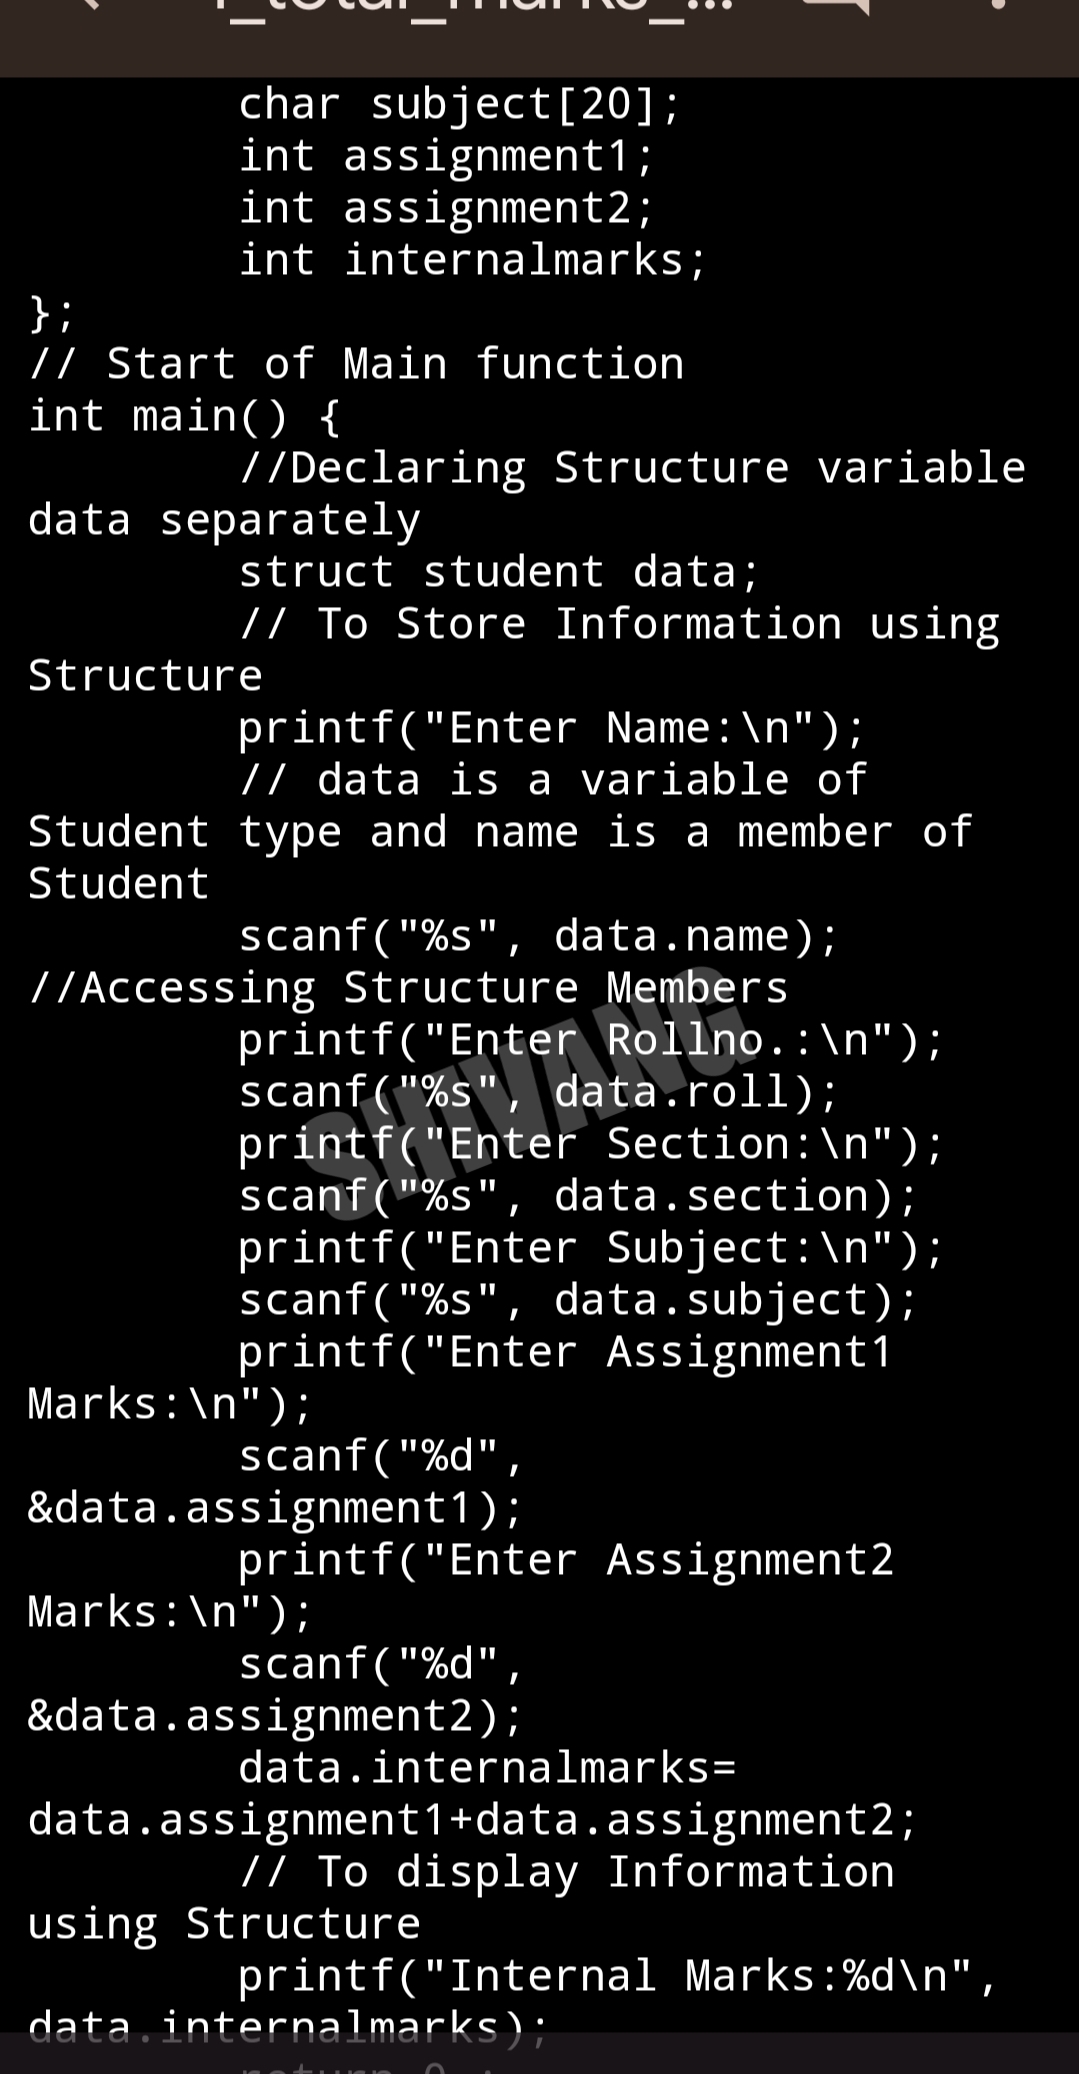 _total_marks_...
char subject[20];
int assignment1;
int assignment2;
int internalmarks;
};
// Start of Main function
int main() {
//Declaring Structure variable
data separately
struct student data;
// To Store Information using
Structure
printf("Enter Name:\n");
// data is a variable of
Student type and name is a member of
Student
scanf("%s", data.name);
//Accessing Structure Members
printf("Enter Rollno.:\n");
scanf("%s", data.roll);
printf("Enter Section:\n");
scanf("%s", data.section);
printf("Enter Subject:\n");
scanf("%s", data.subject);
printf("Enter Assignment1
Marks:\n");
scanf("%d",
&data.assignment1);
printf("Enter Assignment2
Marks:\n");
scanf("%d",
&data.assignment2);
data.internalmarks=
data.assignment1+data.assignment2;
// To display Information
using Structure
printf("Internal Marks:%d\n",
data.internalmarks);
return 0 ;
SHIVANG